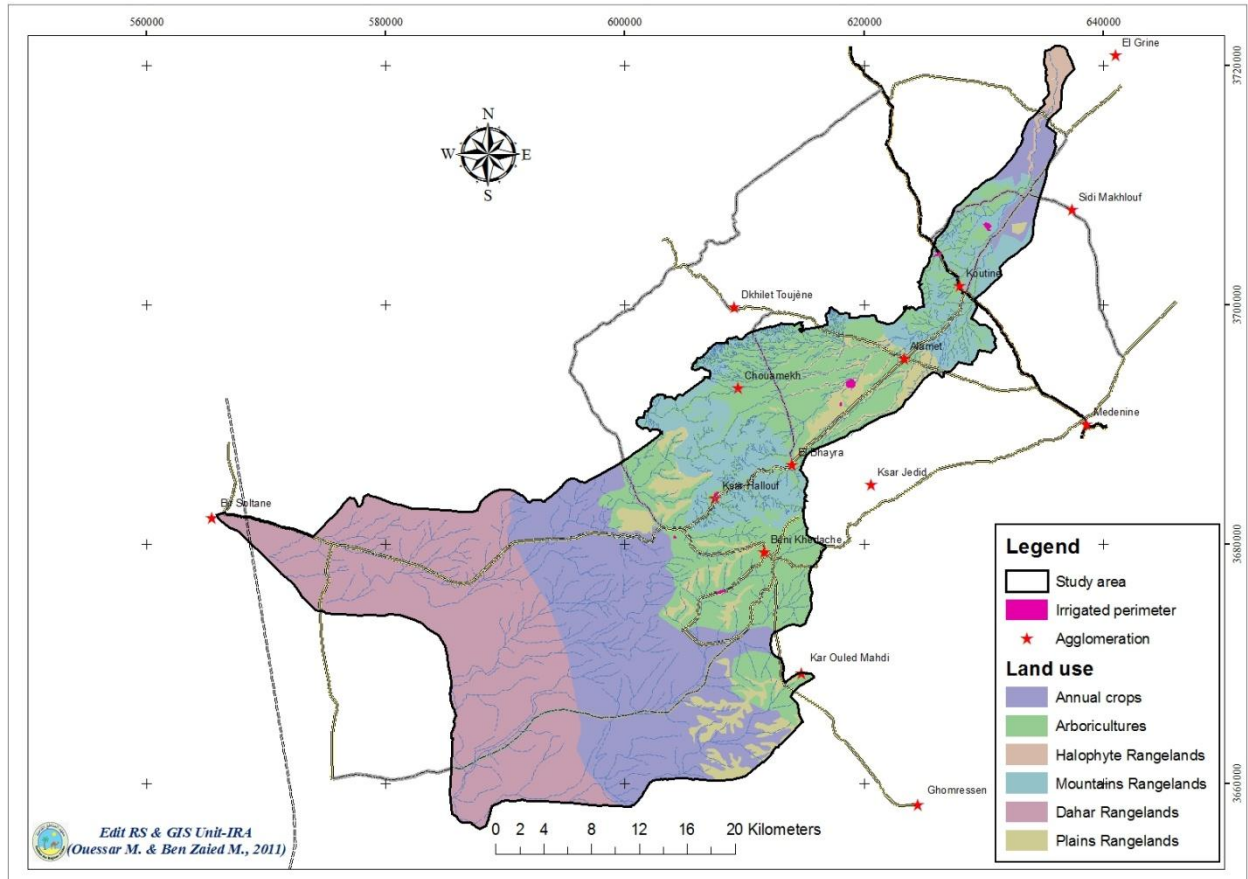 560000 580000 600000 620000 640000
El Grine
3720000
N
W E
S
Sidi Makhlouf
Koutine
Dkhilet Toujène
3700000
Alamet
Chouamekh
Medenine
El Bhayra
Ksar Jedid
Ksar Hallouf
Bir Soltane
Béni Khedache
3680000
Kar Ouled Mahdi
Ghomressen
3660000
Legend
Study area
Irrigated perimeter
Agglomeration
Land use
Annual crops
Arboricultures
Halophyte Rangelands
Mountains Rangelands
Dahar Rangelands
Plains Rangelands
Edit RS & GIS Unit-IRA
(Ouessar M. & Ben Zaied M., 2011)
0 2 4 8 12 16 20 Kilometers